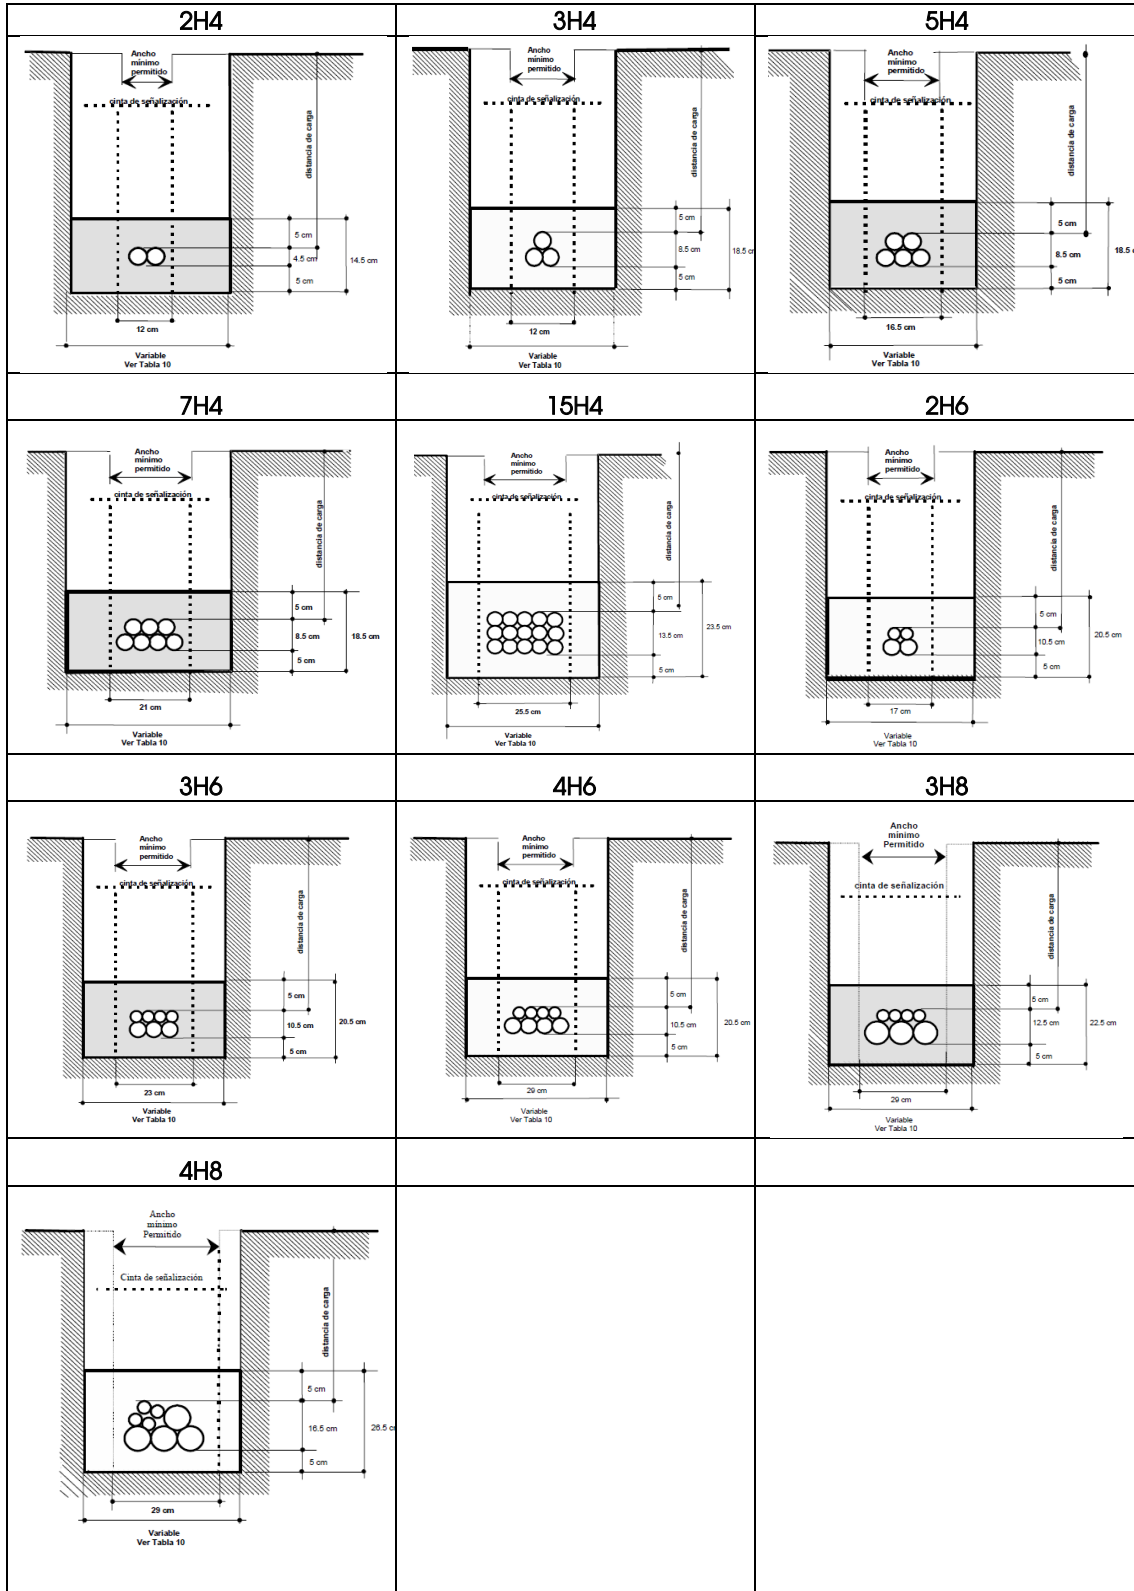 2H4
3H4
5H4
Ancho
mínimo
permitido
cinta de señalización
distancia de carga
5 cm
4.5 cm
5 cm
14.5 cm
12 cm
Variable
Ver Tabla 10
Ancho
mínimo
permitido
cinta de señalización
distancia de carga
5 cm
8.5 cm
5 cm
18.5 c
12 cm
Variable
Ver Tabla 10
Ancho
mínimo
permitido
cinta de señalización
distancia de carga
5 cm
8.5 cm
5 cm
18.5 c
16.5 cm
Variable
Ver Tabla 10
7H4
15H4
2H6
Ancho
mínimo
permitido
cinta de señalización
distancia de carga
5 cm
8.5 cm
5 cm
18.5 cm
21 cm
Variable
Ver Tabla 10
Ancho
mínimo
permitido
cinta de señalización
distancia de carga
5 cm
13.5 cm
5 cm
23.5 cm
25.5 cm
Variable
Ver Tabla 10
Ancho
mínimo
permitido
cinta de señalización
distancia de carga
5 cm
10.5 cm
5 cm
20.5 cm
17 cm
Variable
Ver Tabla 10
3H6
4H6
3H8
Ancho
mínimo
permitido
cinta de señalización
distancia de carga
5 cm
10.5 cm
5 cm
20.5 cm
23 cm
Variable
Ver Tabla 10
Ancho
mínimo
permitido
cinta de señalización
distancia de carga
5 cm
10.5 cm
5 cm
20.5 cm
29 cm
Variable
Ver Tabla 10
Ancho
mínimo
Permitido
cinta de señalización
distancia de carga
5 cm
12.5 cm
5 cm
22.5 cm
29 cm
Variable
Ver Tabla 10
4H8
Ancho
mínimo
Permitido
Cinta de señalización
distancia de carga
5 cm
16.5 cm
5 cm
26.5 c
29 cm
Variable
Ver Tabla 10